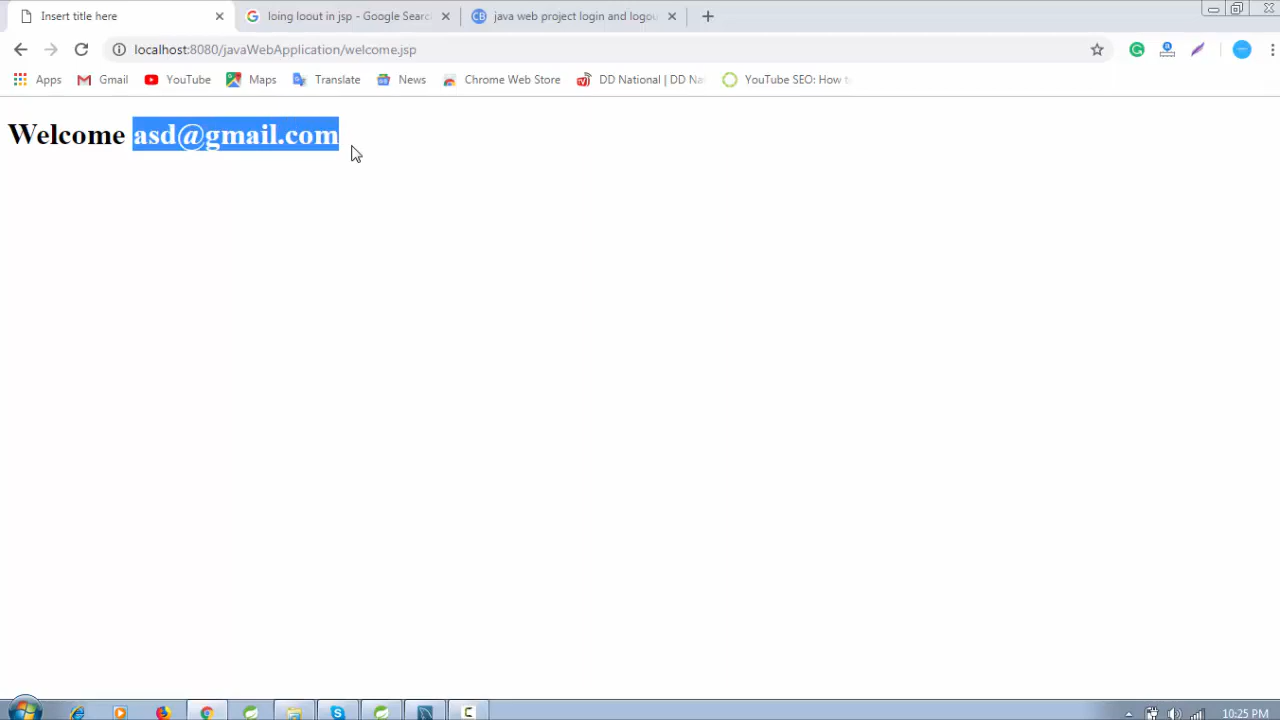 Insert title here
loing loout in jsp - Google Searc
java web project login and logou
localhost:8080/javaWebApplication/welcome.jsp
Apps
Gmail
YouTube
Maps
Translate
News
Chrome Web Store
DD National | DD Na
YouTube SEO: How to
Welcome asd@gmail.com
10:25 PM